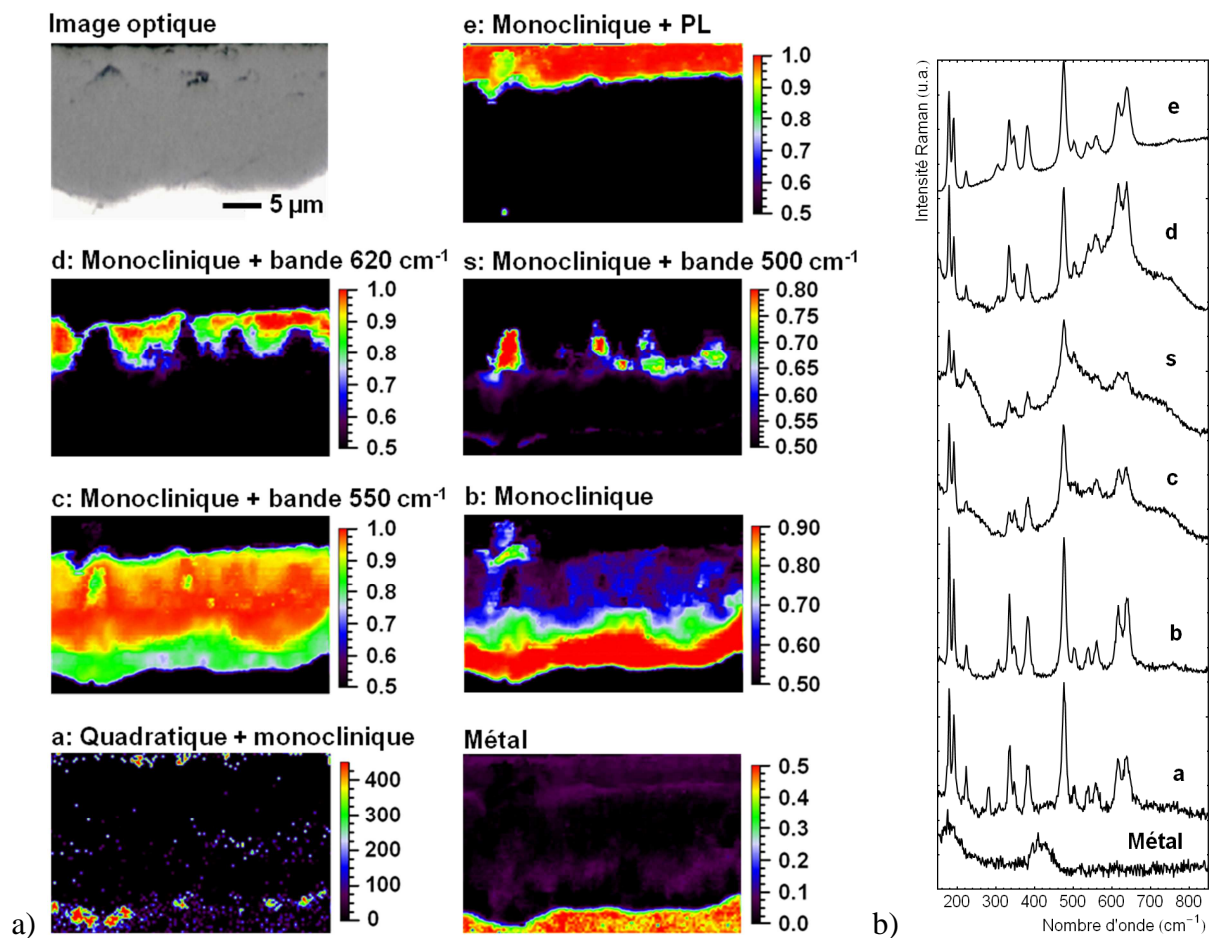 Image optique
5 µm
e: Monoclinique + PL
1.0
0.9
0.8
0.7
0.6
0.5
d: Monoclinique + bande 620 cm⁻¹
1.0
0.9
0.8
0.7
0.6
0.5
s: Monoclinique + bande 500 cm⁻¹
0.80
0.75
0.70
0.65
0.60
0.55
0.50
c: Monoclinique + bande 550 cm⁻¹
1.0
0.9
0.8
0.7
0.6
0.5
b: Monoclinique
0.90
0.80
0.70
0.60
0.50
a: Quadratique + monoclinique
400
300
200
100
0
Métal
0.5
0.4
0.3
0.2
0.1
0.0
a)
Intensité Raman (u.a.)
e
d
s
c
b
a
Métal
200 300 400 500 600 700 800
Nombre d'onde (cm⁻¹)
b)